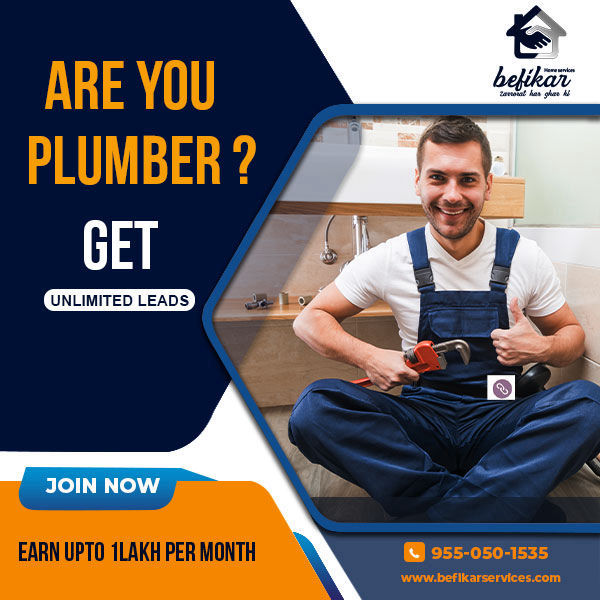 befikar
Home services
zarrorat har ghar ki
ARE YOU
PLUMBER ?
GET
UNLIMITED LEADS
JOIN NOW
EARN UPTO 1LAKH PER MONTH
955-050-1535
www.befikarservices.com